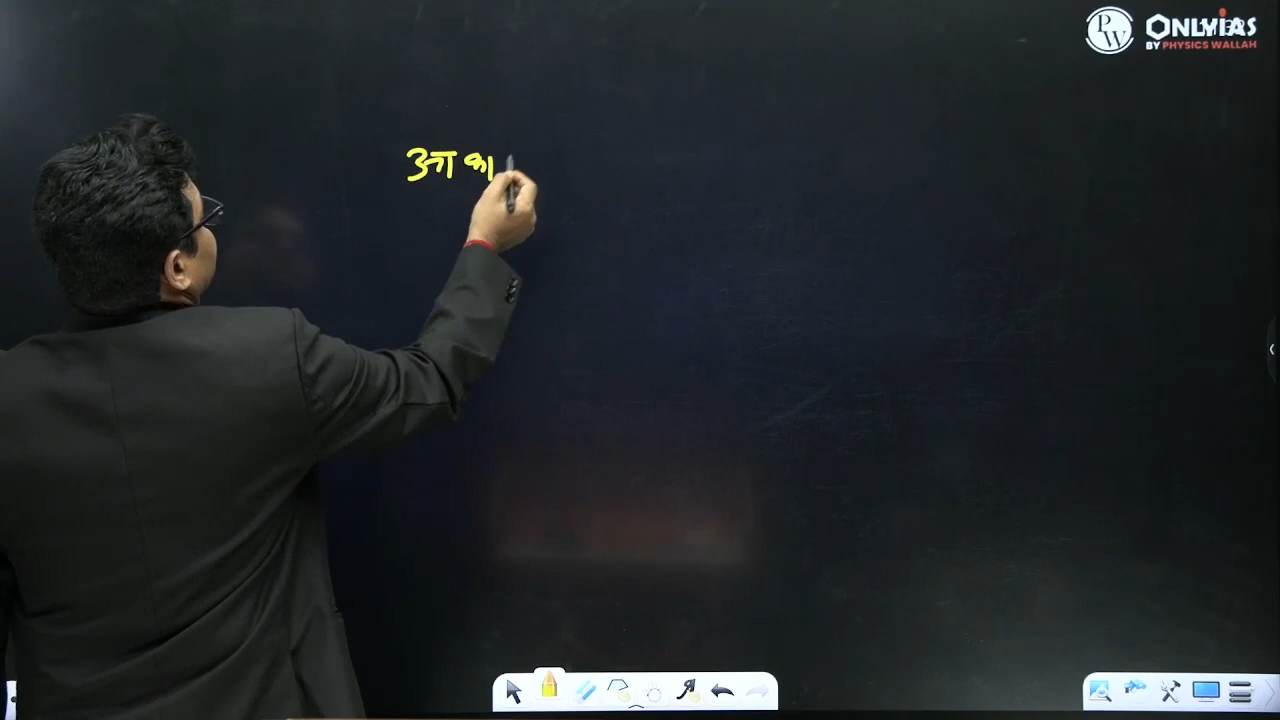 PW ONLYIAS
BY PHYSICS WALLAH
आ का